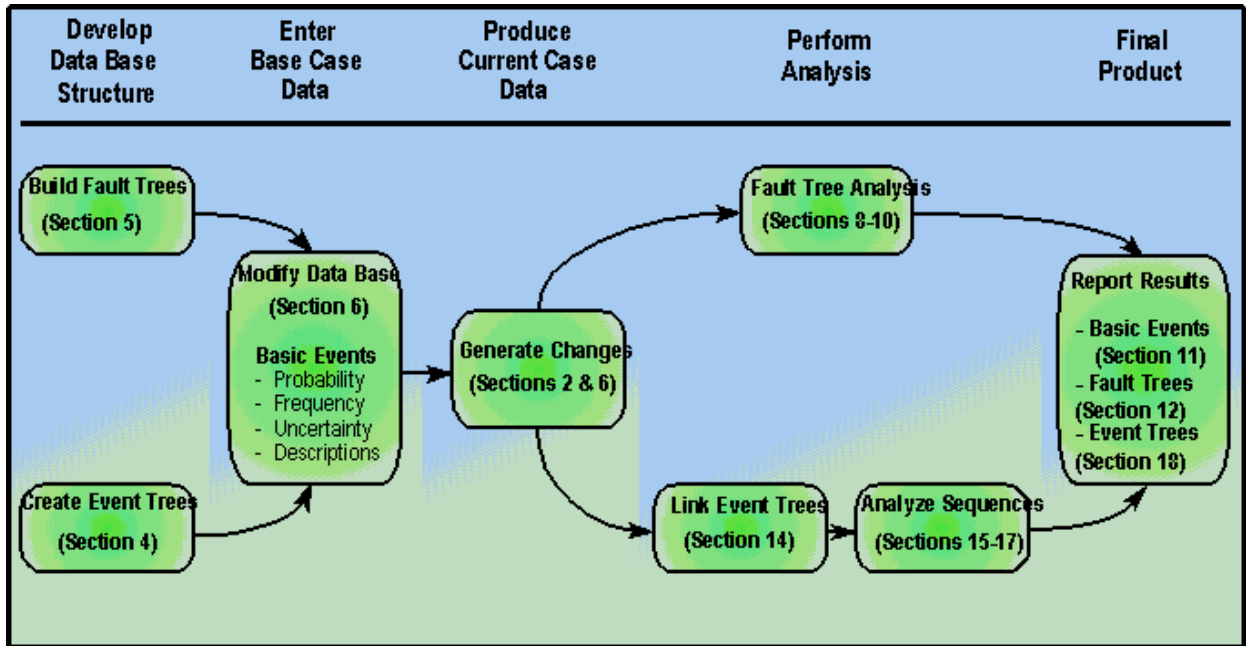 Develop
Data Base
Structure
Enter
Base Case
Data
Produce
Current Case
Data
Perform
Analysis
Final
Product
Build Fault Trees
(Section 5)
Modify Data Base
(Section 6)
Basic Events
- Probability
- Frequency
- Uncertainty
- Descriptions
Create Event Trees
(Section 4)
Generate Changes
(Sections 2 & 6)
Fault Tree Analysis
(Sections 8-10)
Link Event Trees
(Section 14)
Analyze Sequences
(Sections 15-17)
Report Results
- Basic Events
(Section 11)
- Fault Trees
(Section 12)
- Event Trees
(Section 18)